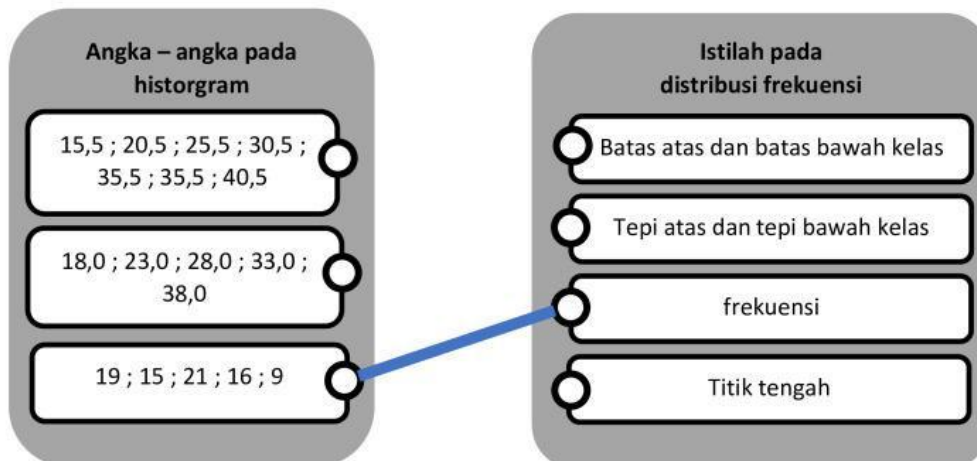 Angka – angka pada
historgram
15,5 ; 20,5 ; 25,5 ; 30,5 ;
35,5 ; 35,5 ; 40,5
18,0 ; 23,0 ; 28,0 ; 33,0 ;
38,0
19 ; 15 ; 21 ; 16 ; 9
Istilah pada
distribusi frekuensi
Batas atas dan batas bawah kelas
Tepi atas dan tepi bawah kelas
frekuensi
Titik tengah